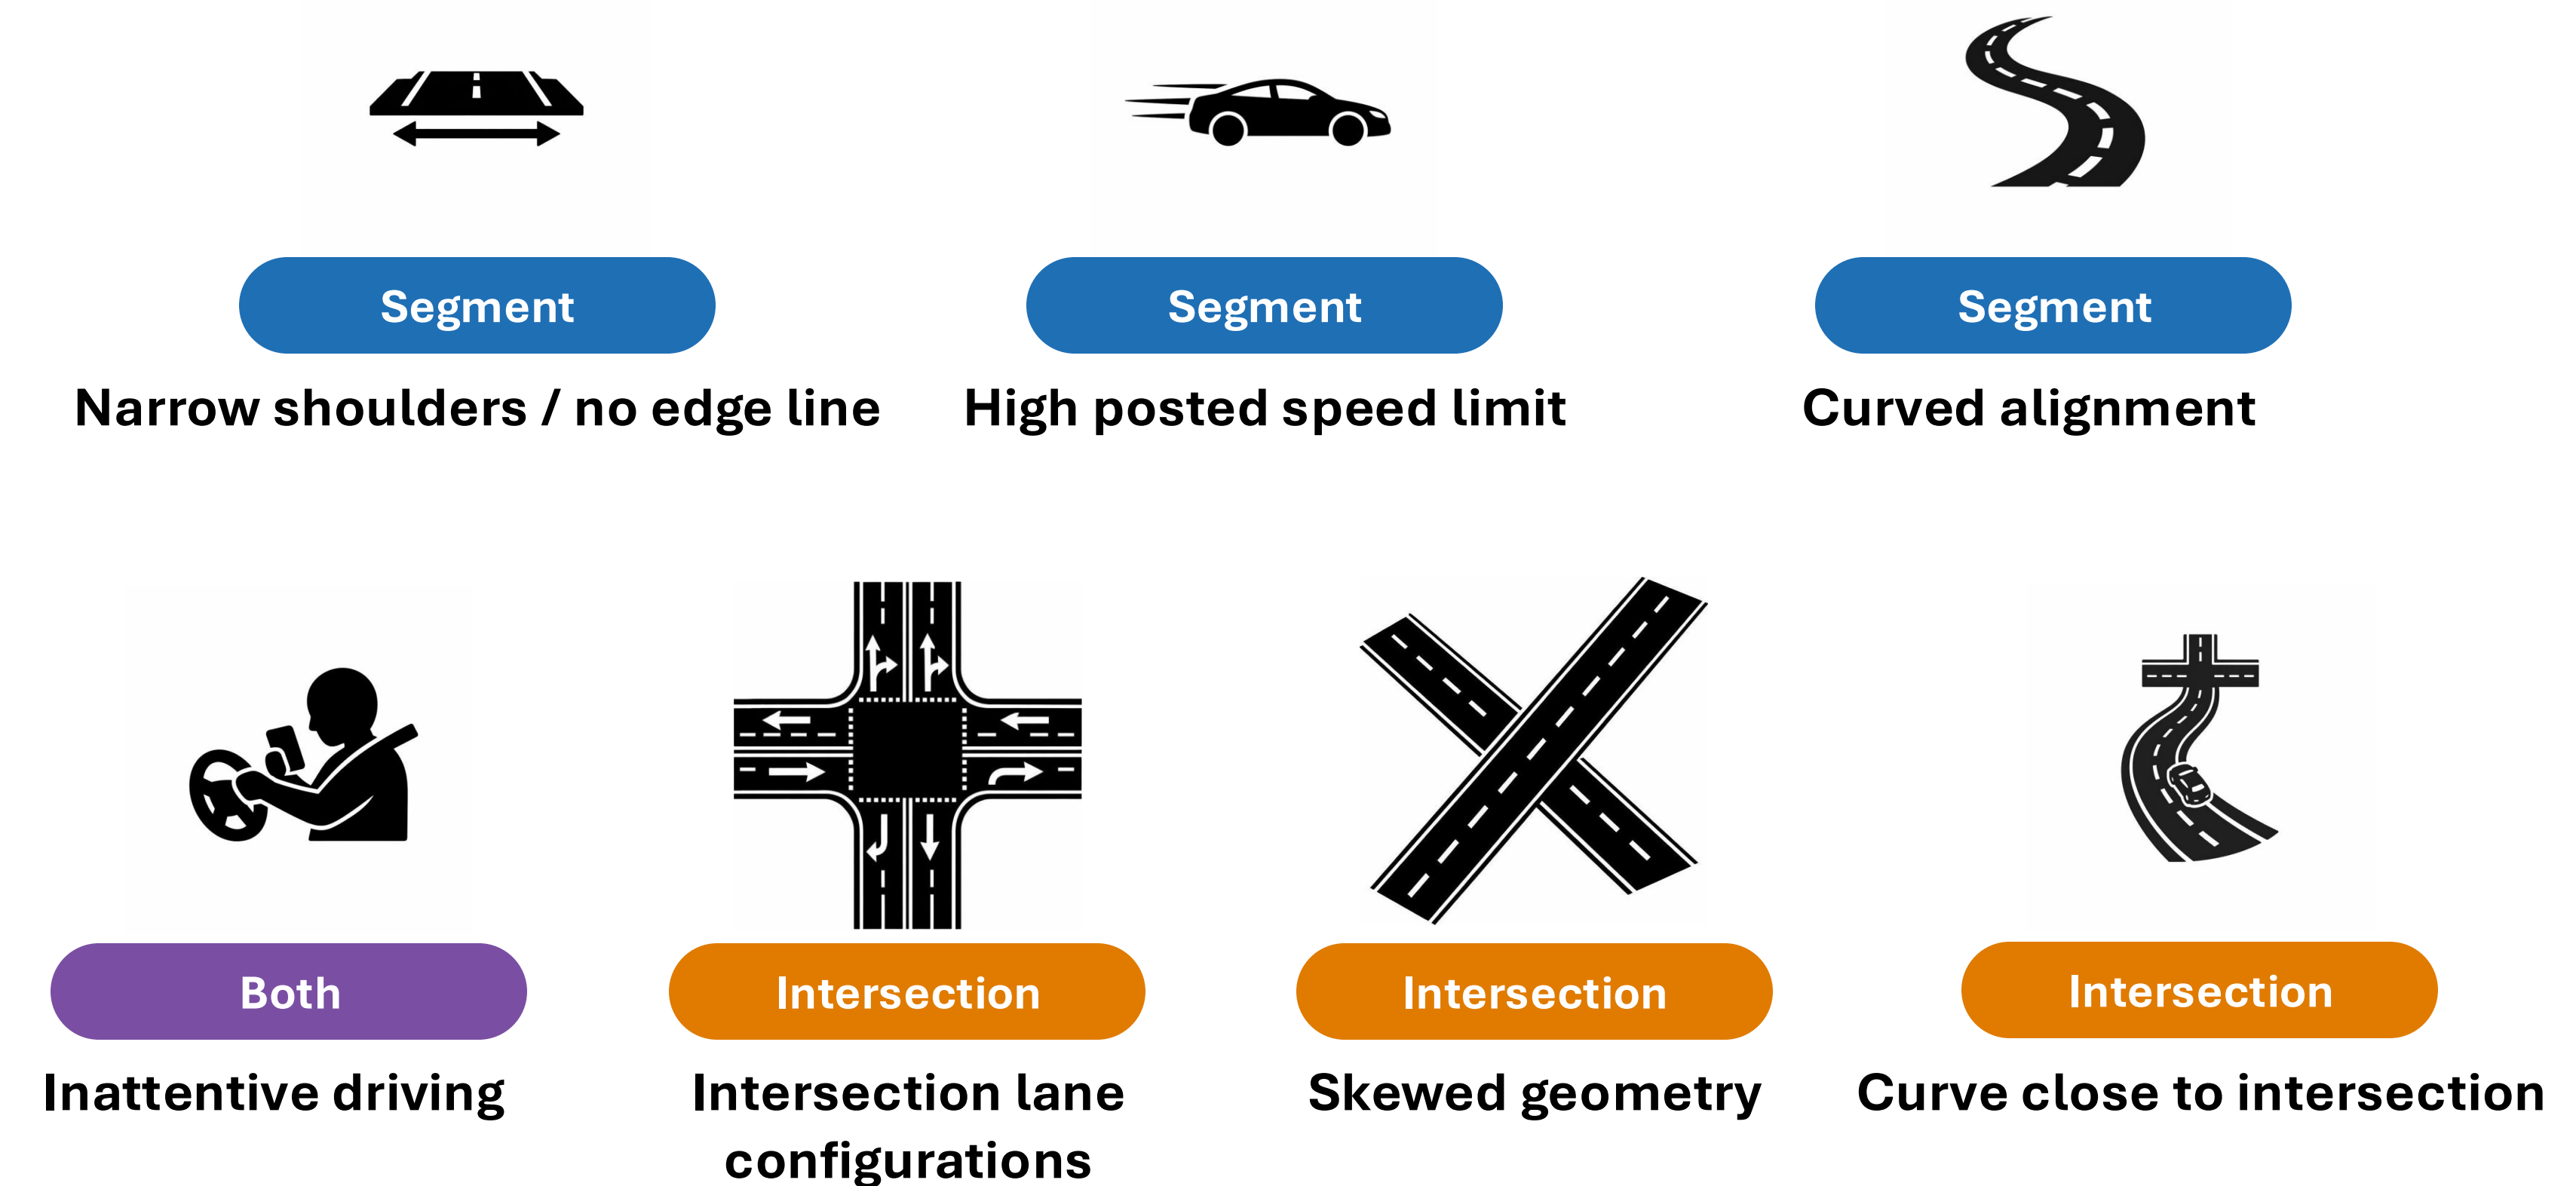 Segment
Segment
Segment
Narrow shoulders / no edge line
High posted speed limit
Curved alignment
Both
Intersection
Intersection
Intersection
Inattentive driving
Intersection lane
configurations
Skewed geometry
Curve close to intersection